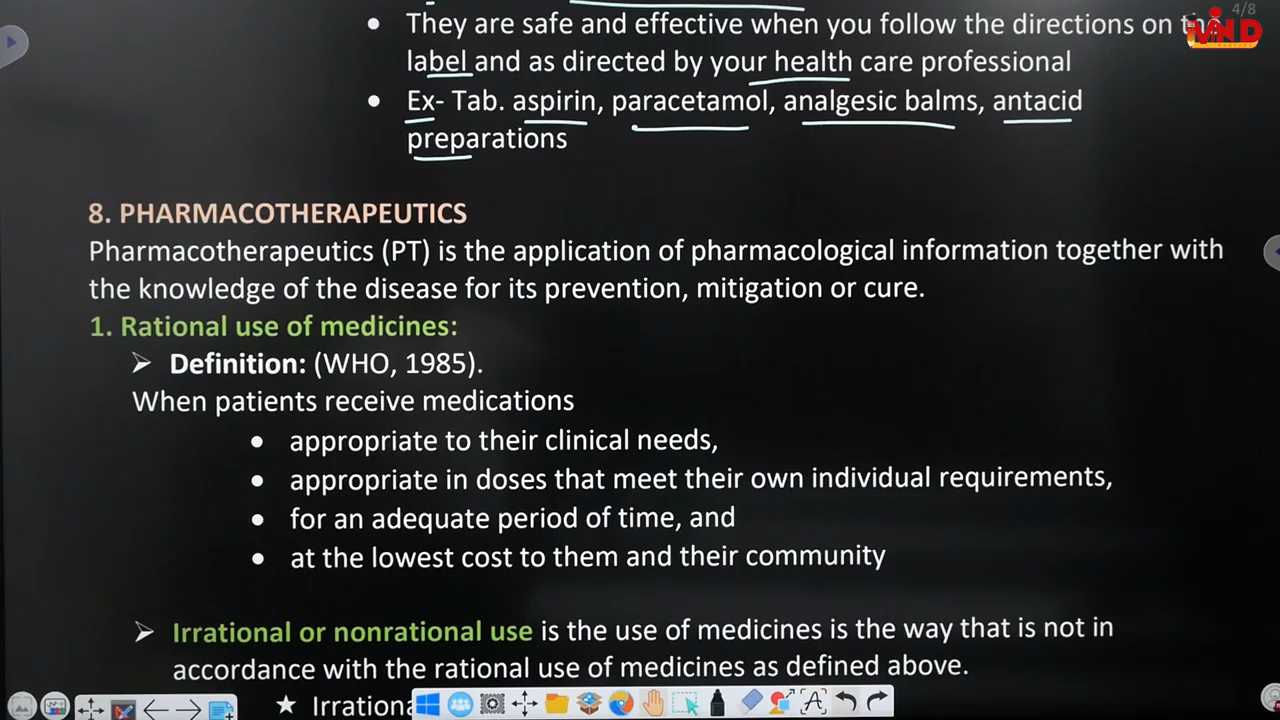 4/8
• They are safe and effective when you follow the directions on the
label and as directed by your health care professional
• Ex- Tab. aspirin, paracetamol, analgesic balms, antacid
preparations
8. PHARMACOTHERAPEUTICS
Pharmacotherapeutics (PT) is the application of pharmacological information together with
the knowledge of the disease for its prevention, mitigation or cure.
1. Rational use of medicines:
➢ Definition: (WHO, 1985).
When patients receive medications
• appropriate to their clinical needs,
• appropriate in doses that meet their own individual requirements,
• for an adequate period of time, and
• at the lowest cost to them and their community
➢ Irrational or nonrational use is the use of medicines is the way that is not in
accordance with the rational use of medicines as defined above.
★ Irrationa